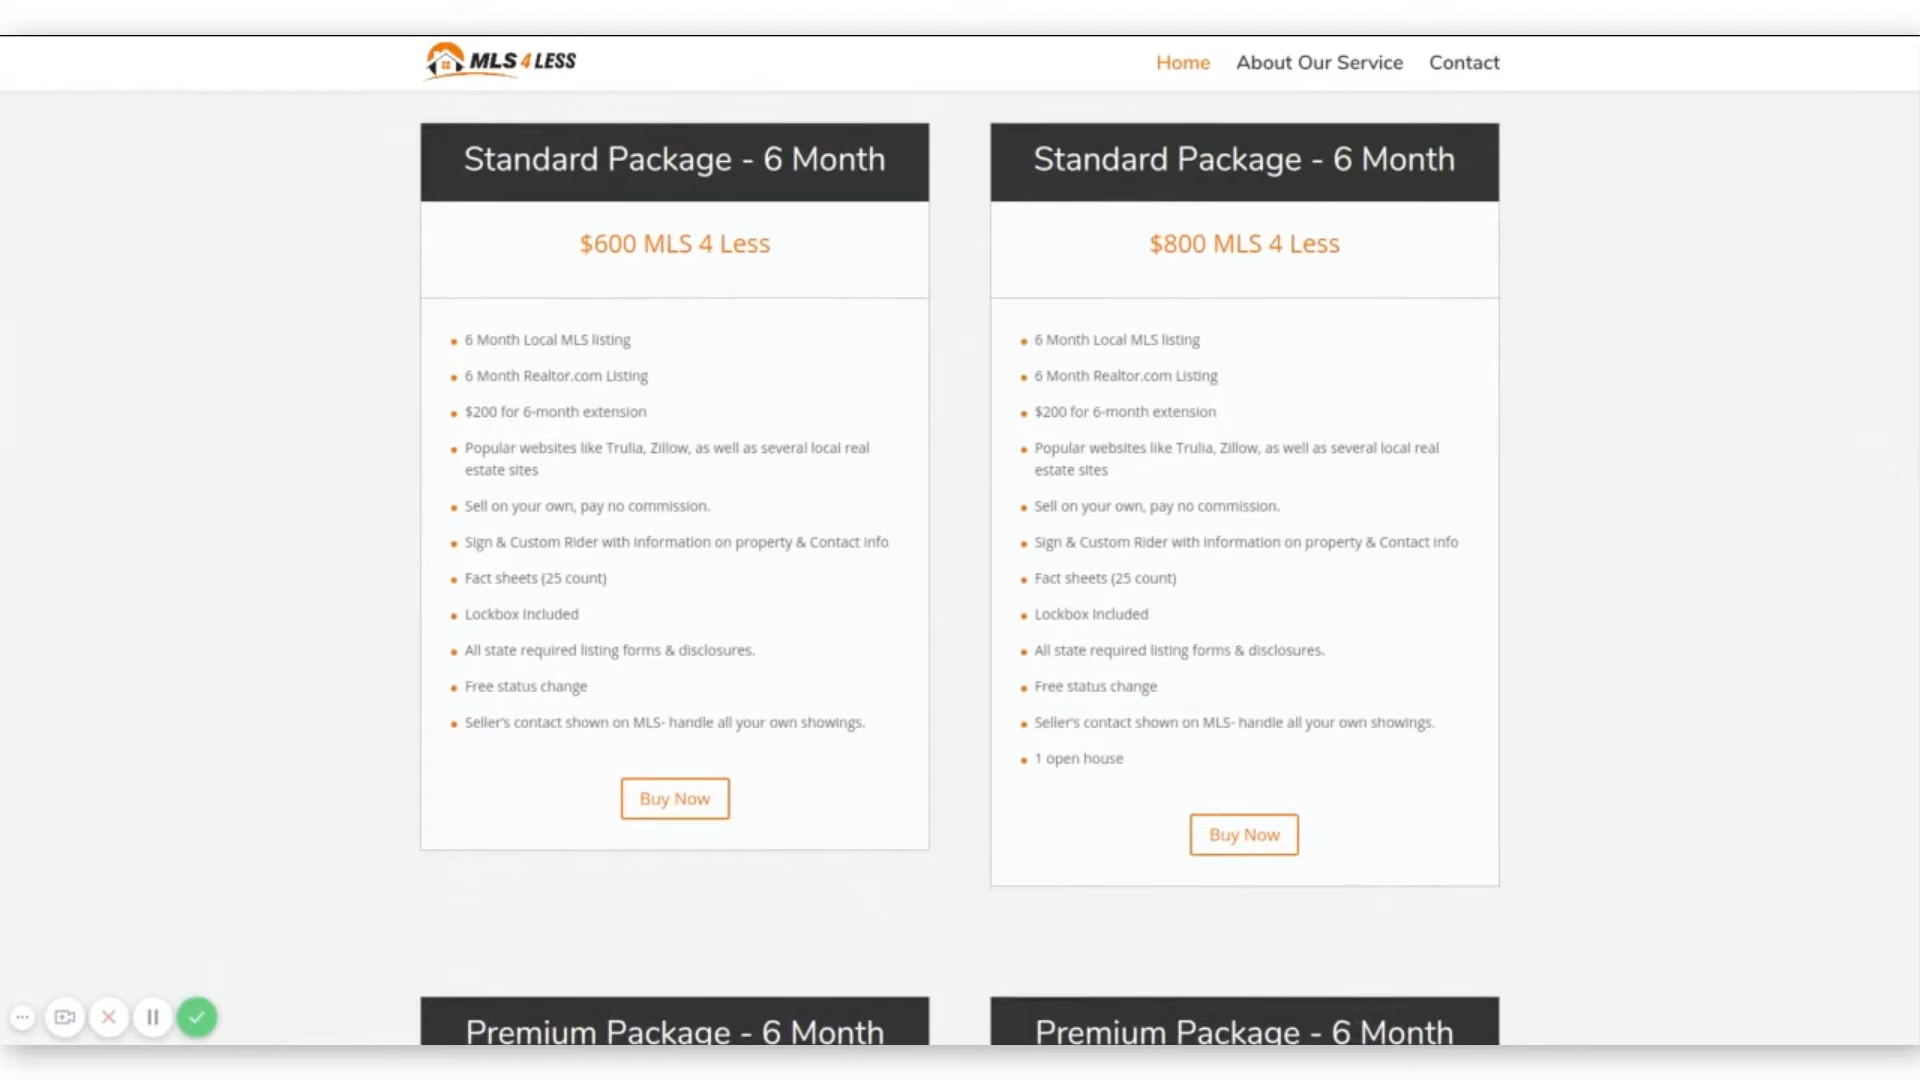 MLS 4 LESS
Home About Our Service Contact
Standard Package - 6 Month
$600 MLS 4 Less
6 Month Local MLS listing
6 Month Realtor.com Listing
$200 for 6-month extension
Popular websites like Trulia, Zillow, as well as several local real
estate sites
Sell on your own, pay no commission.
Sign & Custom Rider with information on property & Contact info
Fact sheets (25 count)
Lockbox Included
All state required listing forms & disclosures.
Free status change
Seller's contact shown on MLS- handle all your own showings.
Buy Now
Standard Package - 6 Month
$800 MLS 4 Less
6 Month Local MLS listing
6 Month Realtor.com Listing
$200 for 6-month extension
Popular websites like Trulia, Zillow, as well as several local real
estate sites
Sell on your own, pay no commission.
Sign & Custom Rider with information on property & Contact info
Fact sheets (25 count)
Lockbox Included
All state required listing forms & disclosures.
Free status change
Seller's contact shown on MLS- handle all your own showings.
1 open house
Buy Now
Premium Package - 6 Month
Premium Package - 6 Month